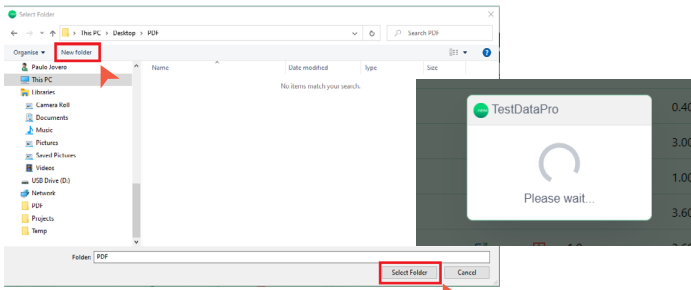 Select Folder
This PC > Desktop > PDF
Search PDF
Organise
New folder
Paulo Jovero
This PC
Libraries
Camera Roll
Documents
Music
Pictures
Saved Pictures
Videos
USB Drive (D:)
Network
PDF
Projects
Temp
Name
Date modified
Type
Size
No items match your search.
Folder: PDF
Select Folder
Cancel
TestDataPro
Please wait...
0.40
3.00
1.00
3.60